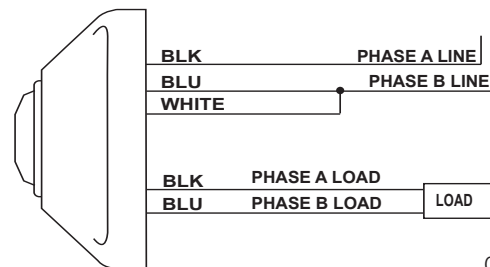 BLK PHASE A LINE
BLU PHASE B LINE
WHITE
BLK PHASE A LOAD
BLU PHASE B LOAD
LOAD